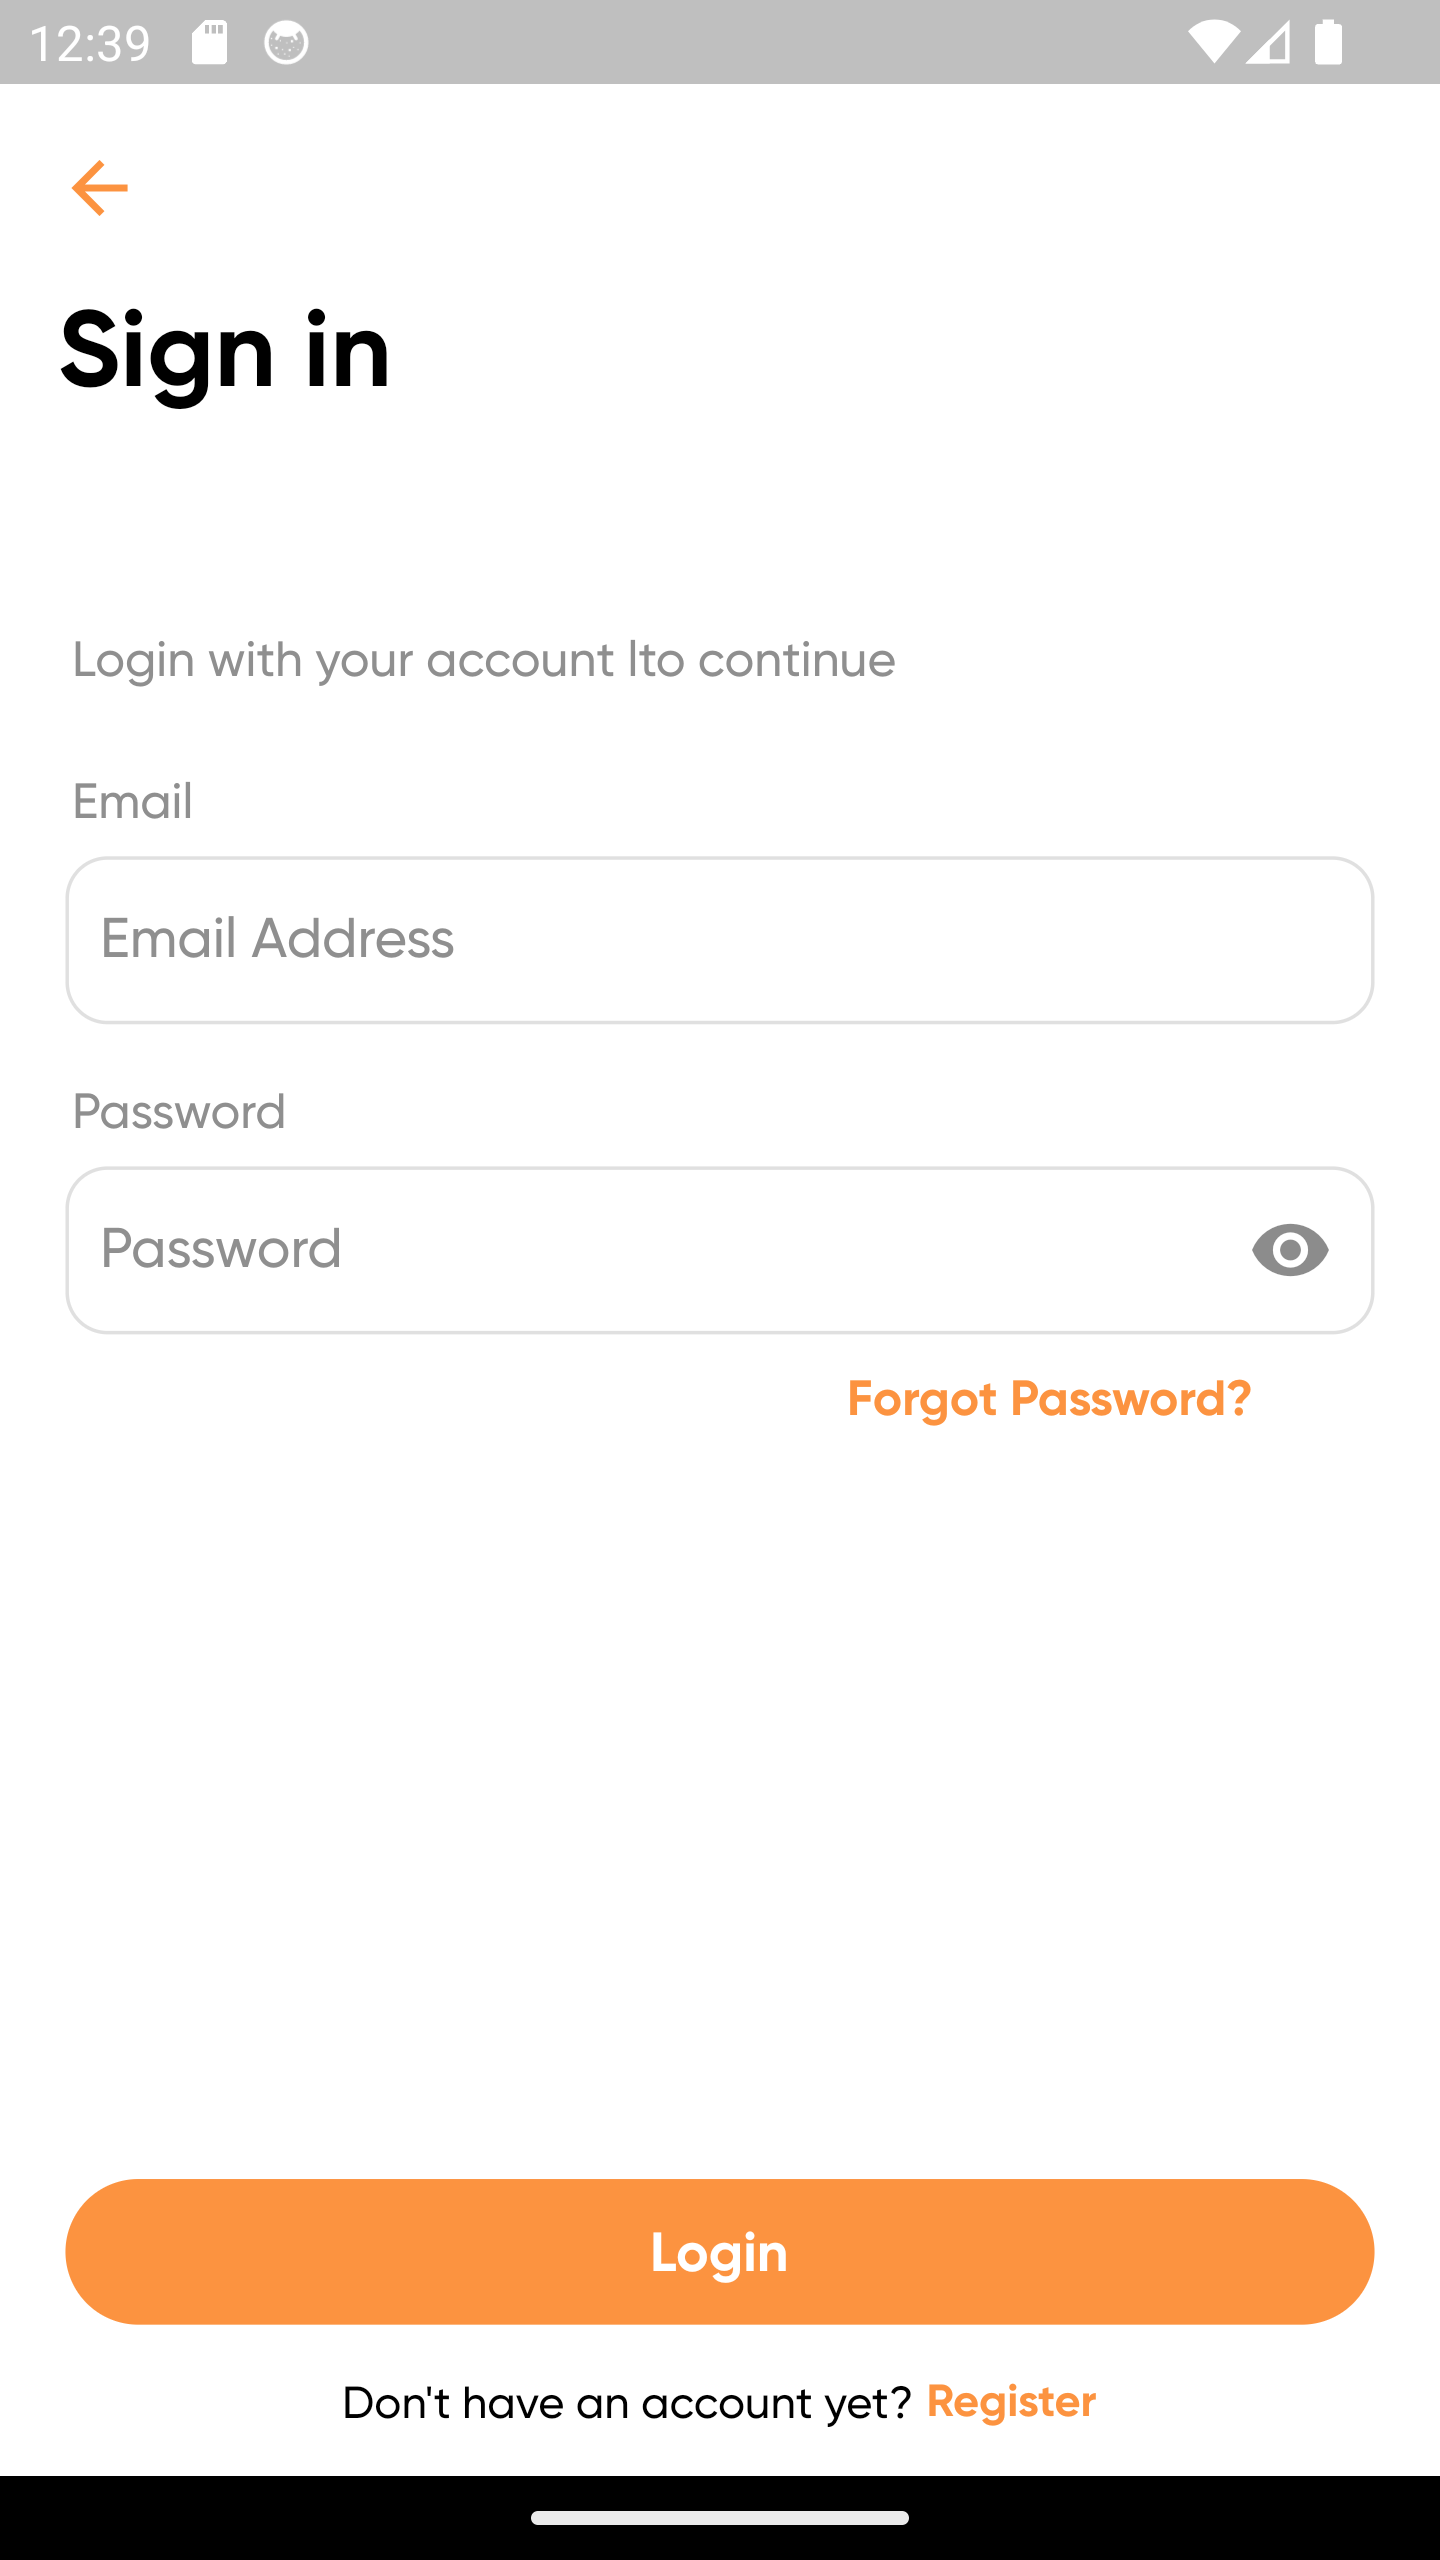 12:39
Sign in
Login with your account lto continue
Email
Email Address
Password
Password
Forgot Password?
Login
Don't have an account yet? Register